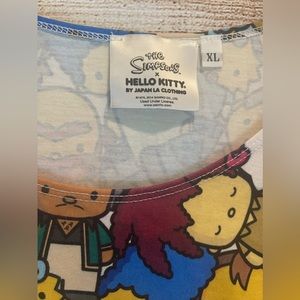 THE
SIMPSONS
x
HELLO KITTY.
BY JAPAN LA CLOTHING
Used Under License
XL